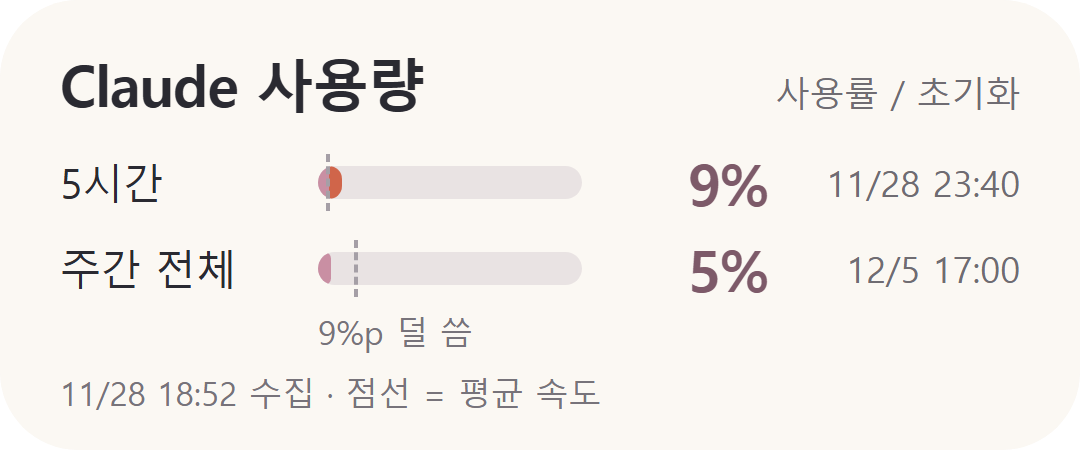 Claude 사용량
사용률 / 초기화
5시간 9% 11/28 23:40
주간 전체 5% 12/5 17:00
9%p 덜 씀
11/28 18:52 수집 · 점선 = 평균 속도